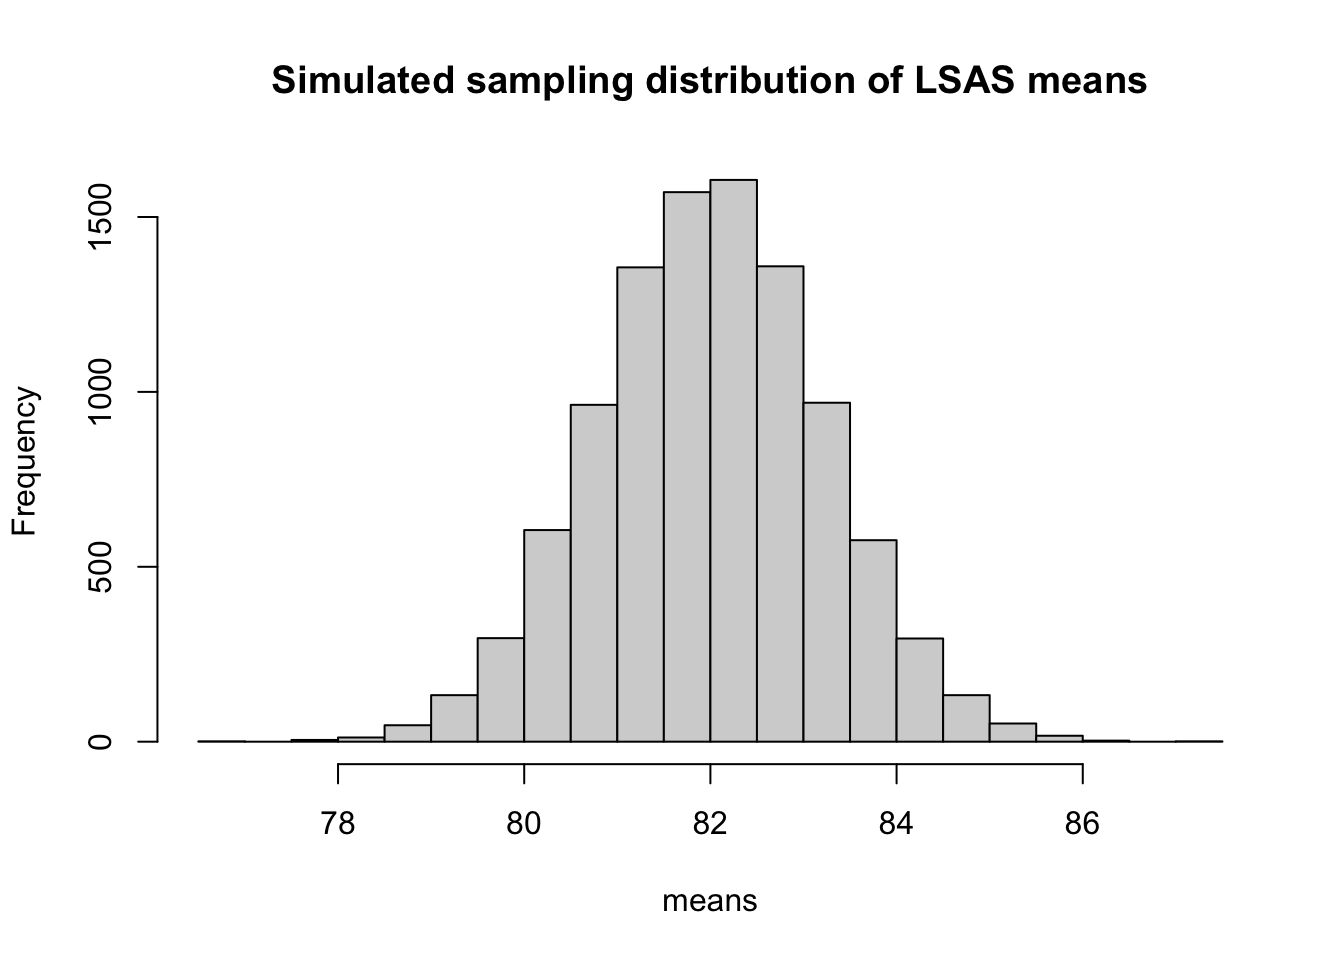 Simulated sampling distribution of LSAS means
1500
1000
500
0
Frequency
78 80 82 84 86
means